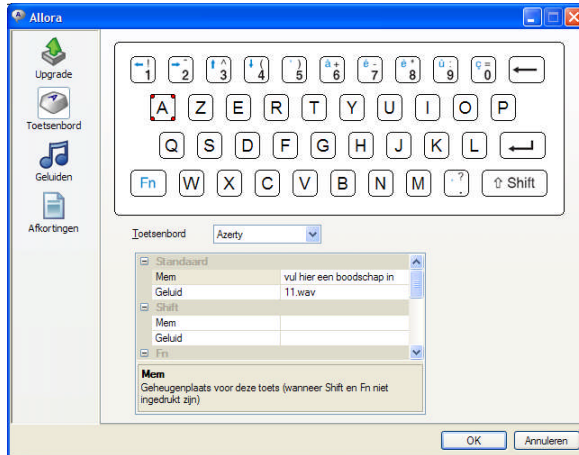 Allora
Upgrade
Toetsenbord
Geluiden
Afkortingen
← ! 1 → " 2 ↑ ^ 3 ↓ ( 4 ` ) 5 à + 6 é - 7 è * 8 ù : 9 ç = 0 ←
A Z E R T Y U I O P
Q S D F G H J K L ↵
Fn W X C V B N M . ? ⇧ Shift
Toetsenbord Azerty
Standaard
Mem vul hier een boodschap in
Geluid 11.wav
Shift
Mem
Geluid
Fn
Mem
Geheugenplaats voor deze toets (wanneer Shift en Fn niet
ingedrukt zijn)
OK Annuleren